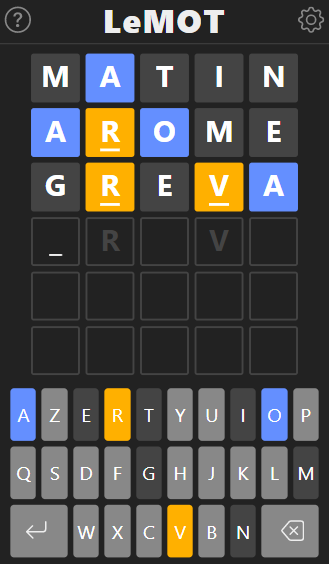 ? LeMOT
M A T I N
A R O M E
G R E V A
_ R V
A Z E R T Y U I O P
Q S D F G H J K L M
W X C V B N